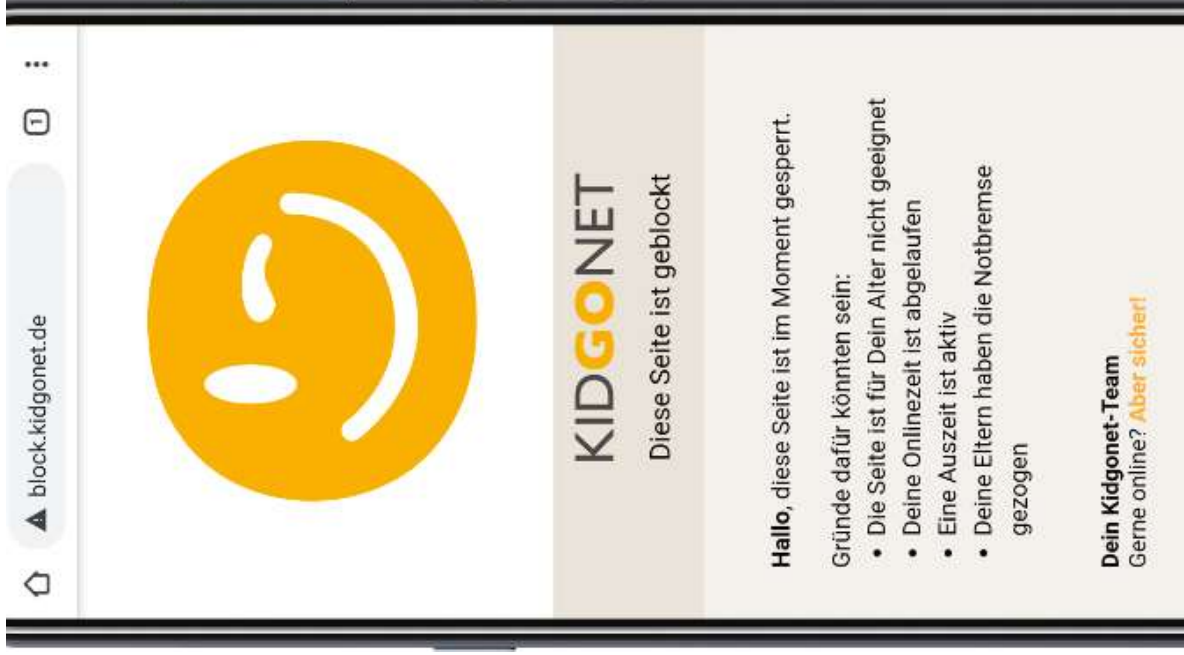 block.kidgonet.de
1
KIDGONET
Diese Seite ist geblockt
Hallo, diese Seite ist im Moment gesperrt.
Gründe dafür könnten sein:
• Die Seite ist für Dein Alter nicht geeignet
• Deine Onlinezeit ist abgelaufen
• Eine Auszeit ist aktiv
• Deine Eltern haben die Notbremse
gezogen
Dein Kidgonet-Team
Gerne online? Aber sicher!